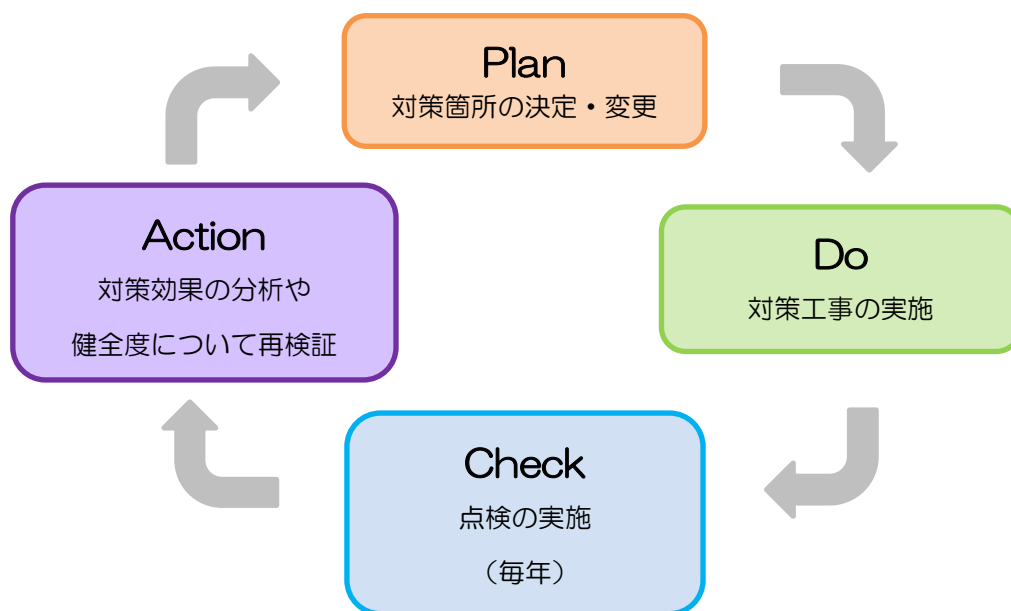 Plan
対策箇所の決定・変更
Do
対策工事の実施
Check
点検の実施
（毎年）
Action
対策効果の分析や
健全度について再検証